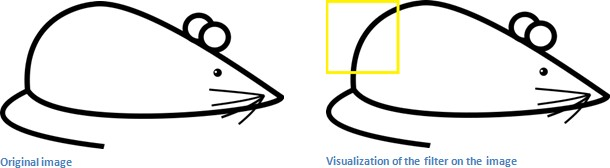 Original image
Visualization of the filter on the image